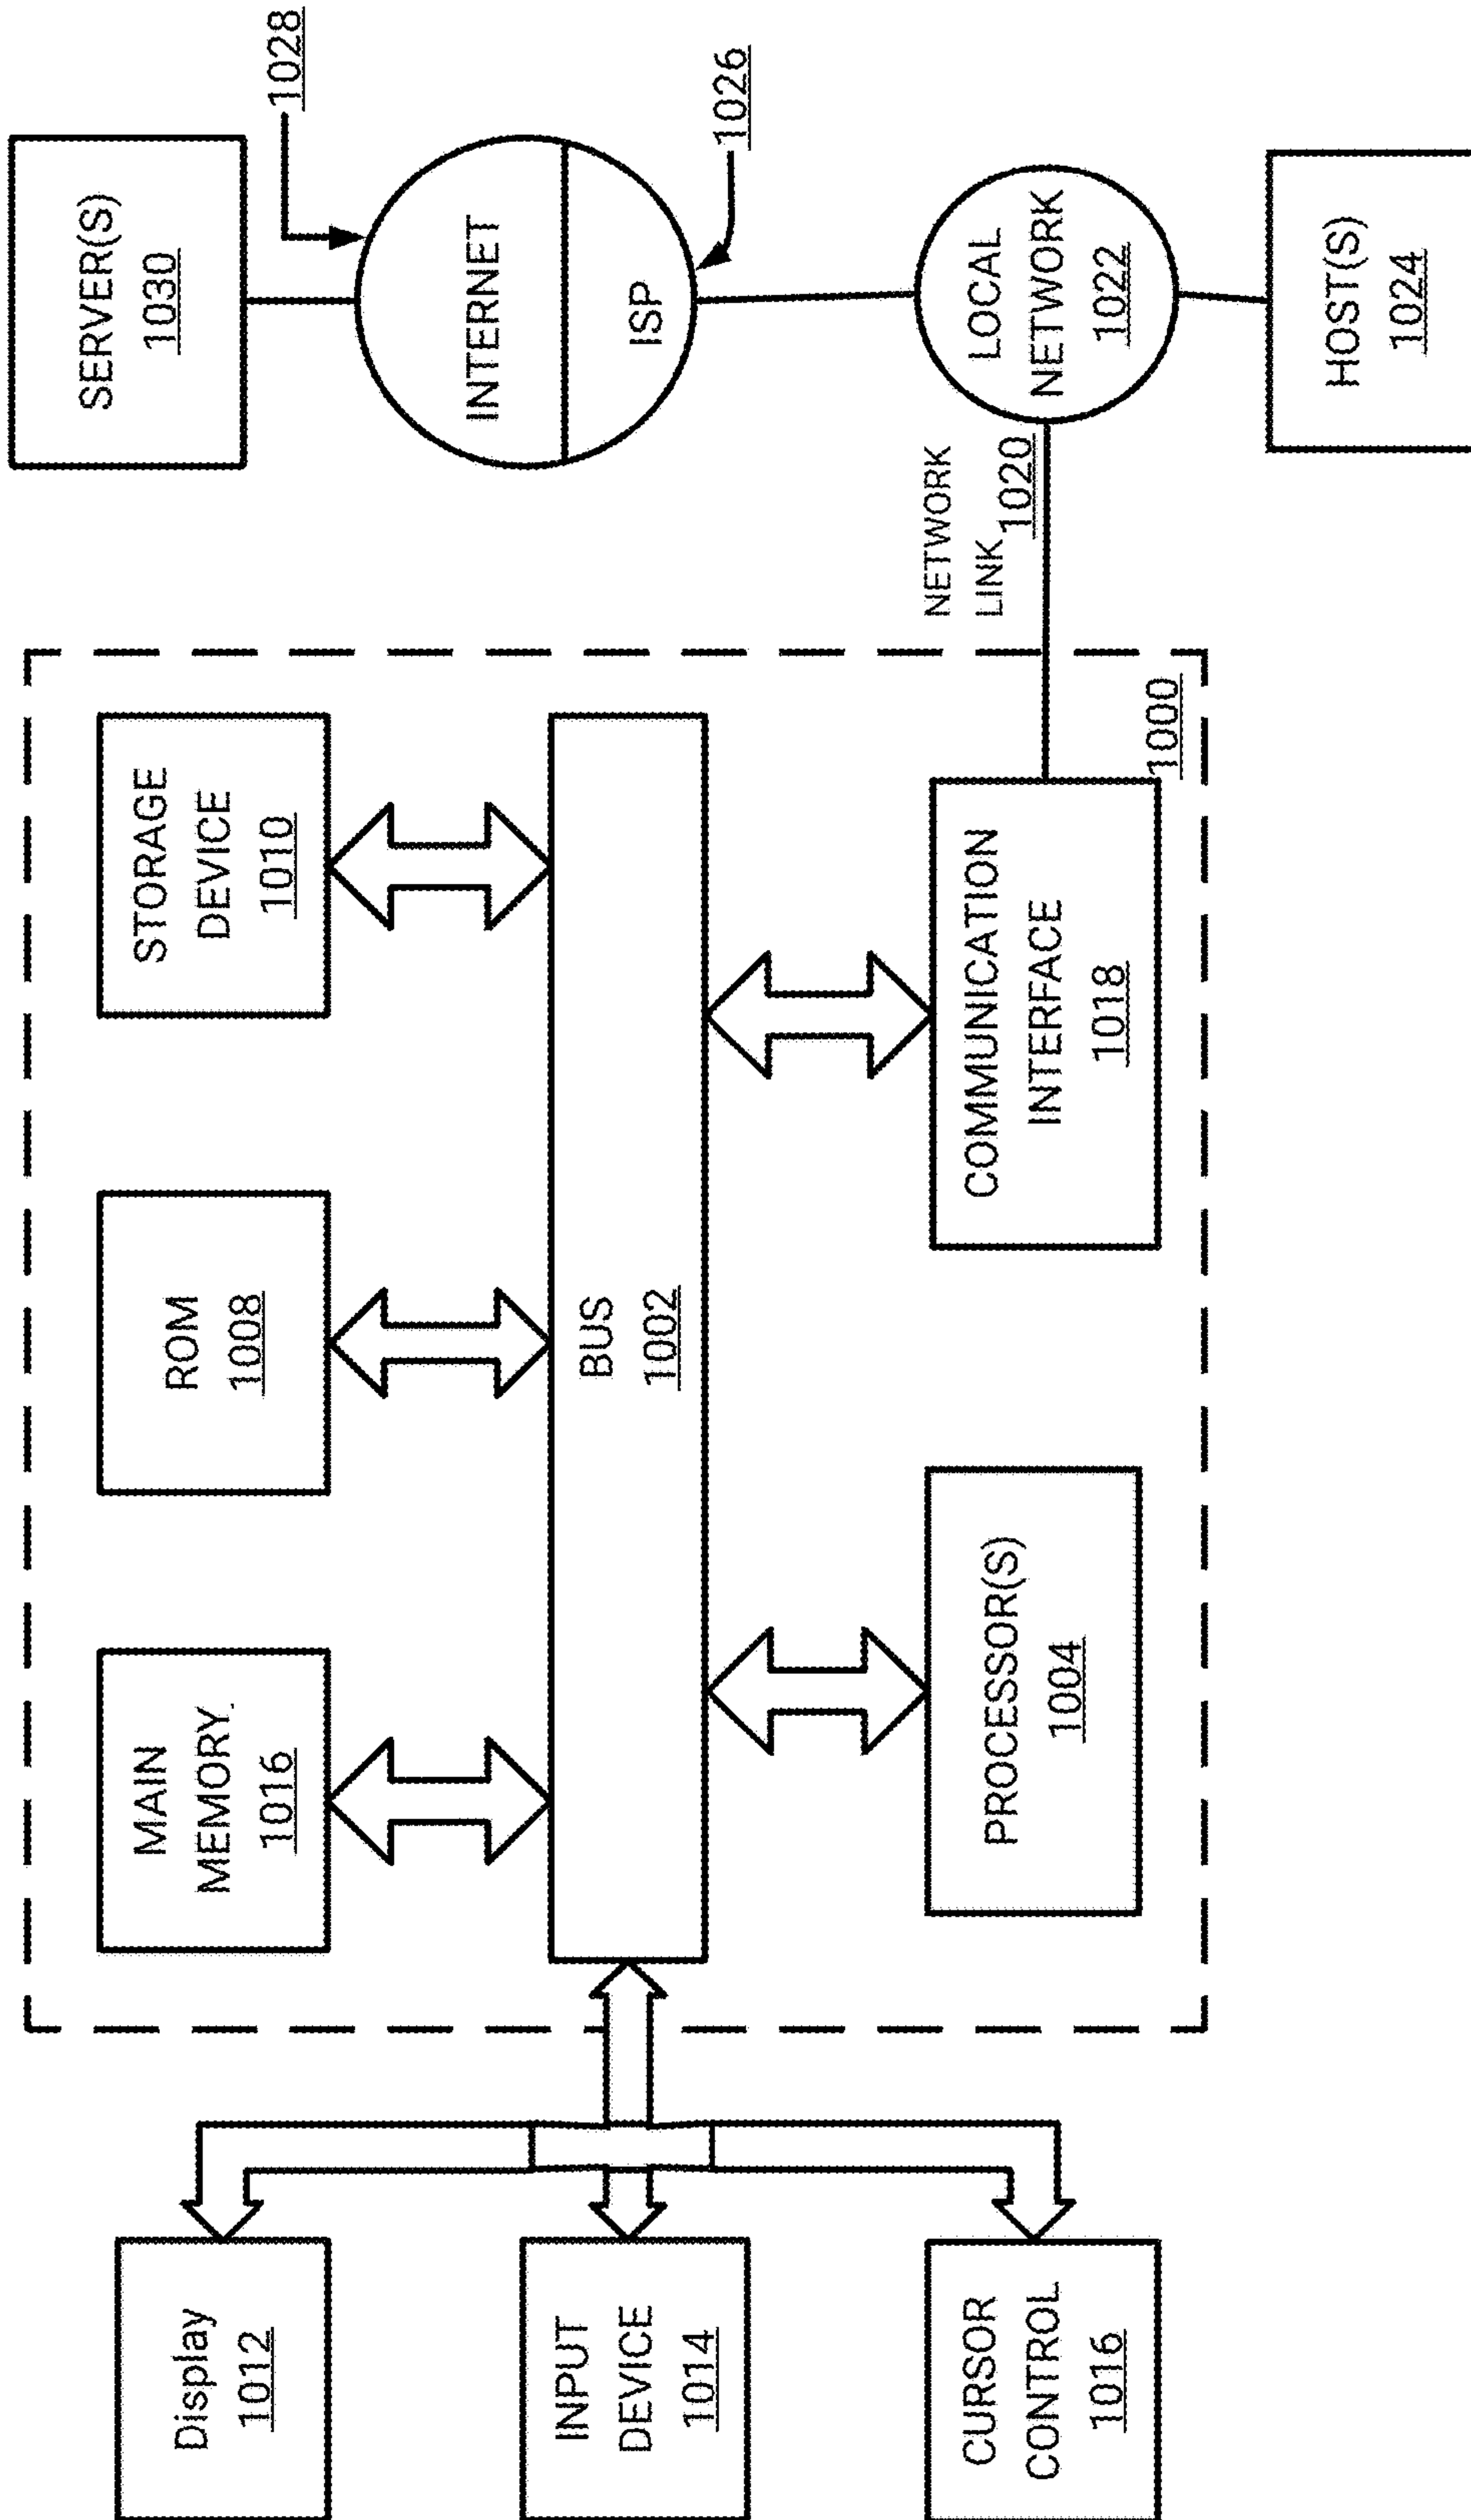 Display
1012
MAIN
MEMORY
1016
ROM
1008
STORAGE
DEVICE
1010
SERVER(S)
1030
1028
INPUT
DEVICE
1014
BUS
1002
INTERNET
ISP
1026
CURSOR
CONTROL
1016
PROCESSOR(S)
1004
COMMUNICATION
INTERFACE
1018
1000
NETWORK
LINK
1020
LOCAL
NETWORK
1022
HOST(S)
1024